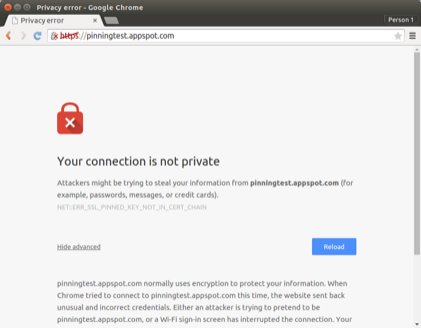 Privacy error - Google Chrome
Privacy error
Person 1
https://pinningtest.appspot.com
Your connection is not private
Attackers might be trying to steal your information from pinningtest.appspot.com (for
example, passwords, messages, or credit cards).
NET::ERR_SSL_PINNED_KEY_NOT_IN_CERT_CHAIN
Hide advanced
Reload
pinningtest.appspot.com normally uses encryption to protect your information. When
Chrome tried to connect to pinningtest.appspot.com this time, the website sent back
unusual and incorrect credentials. Either an attacker is trying to pretend to be
pinningtest.appspot.com, or a Wi-Fi sign-in screen has interrupted the connection. Your